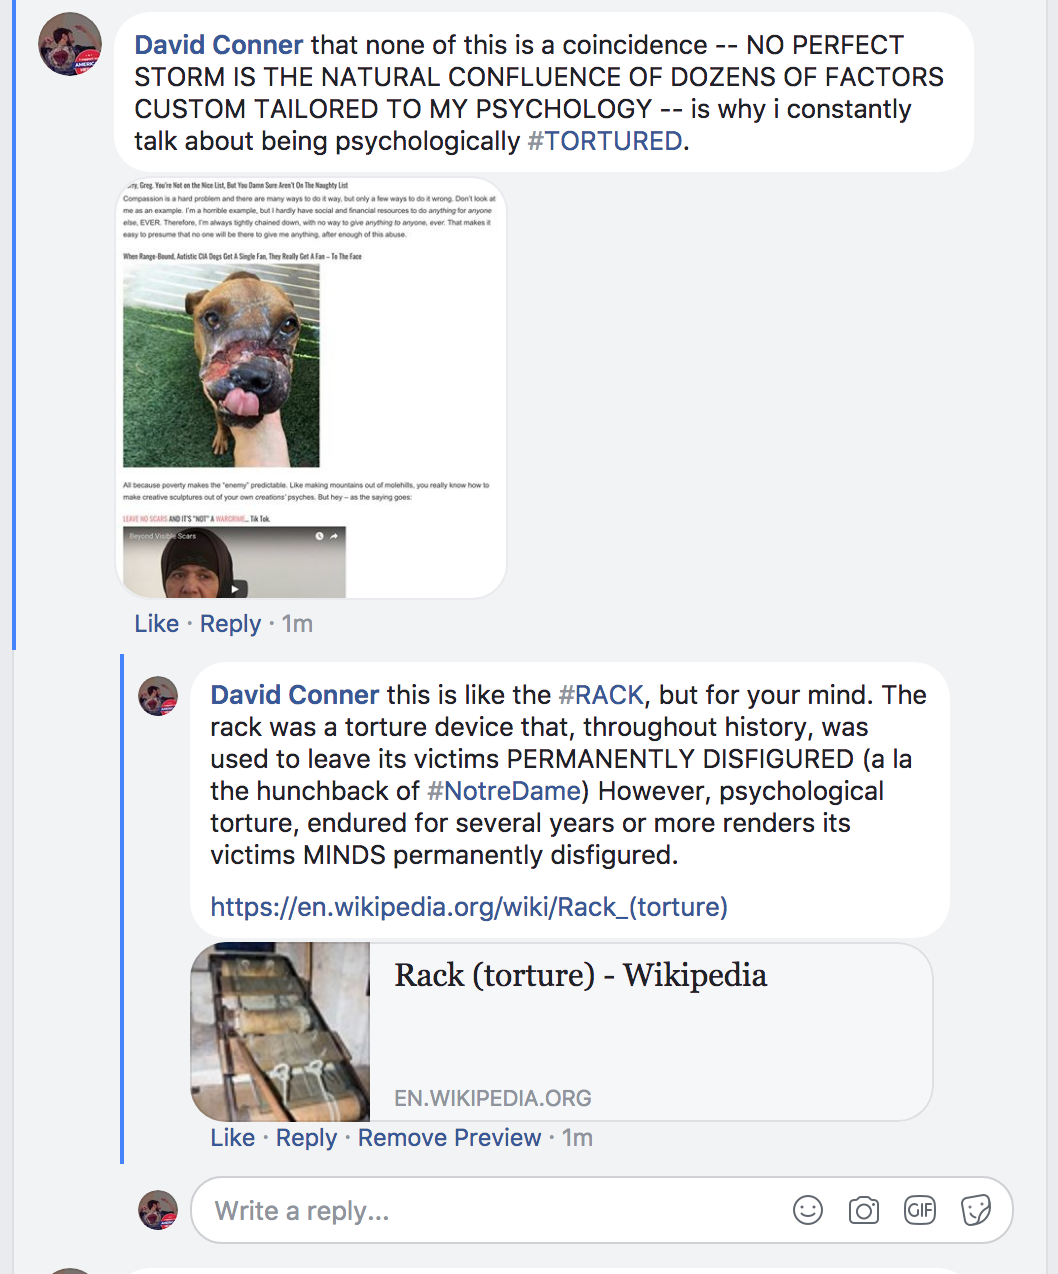 David Conner that none of this is a coincidence -- NO PERFECT
STORM IS THE NATURAL CONFLUENCE OF DOZENS OF FACTORS
CUSTOM TAILORED TO MY PSYCHOLOGY -- is why i constantly
talk about being psychologically #TORTURED.
Greg. You're Not on the Nice List, But You Damn Sure Aren't On The Naughty List
Compassion is a hard problem and there are many ways to do it way, but only a few ways to do it wrong. Don't look at
me as an example. I'm a horrible example, but I hardly have social and financial resources to do anything for anyone
else, EVER. Therefore, I'm always tightly chained down, with no way to give anything to anyone, ever. That makes it
easy to presume that no one will be there to give me anything, after enough of this abuse.
When Range-Bound, Autistic CIA Dogs Get A Single Fan, They Really Get A Fan – To The Face
All because poverty makes the "enemy" predictable. Like making mountains out of molehills, you really know how to
make creative sculptures out of your own creations' psyches. But hey – as the saying goes:
LEAVE NO SCARS AND IT'S *NOT* A WARCRIME... Tik Tok.
Beyond Visible Scars
Like · Reply · 1m
David Conner this is like the #RACK, but for your mind. The
rack was a torture device that, throughout history, was
used to leave its victims PERMANENTLY DISFIGURED (a la
the hunchback of #NotreDame) However, psychological
torture, endured for several years or more renders its
victims MINDS permanently disfigured.
https://en.wikipedia.org/wiki/Rack_(torture)
Rack (torture) - Wikipedia
EN.WIKIPEDIA.ORG
Like · Reply · Remove Preview · 1m
Write a reply...
GIF